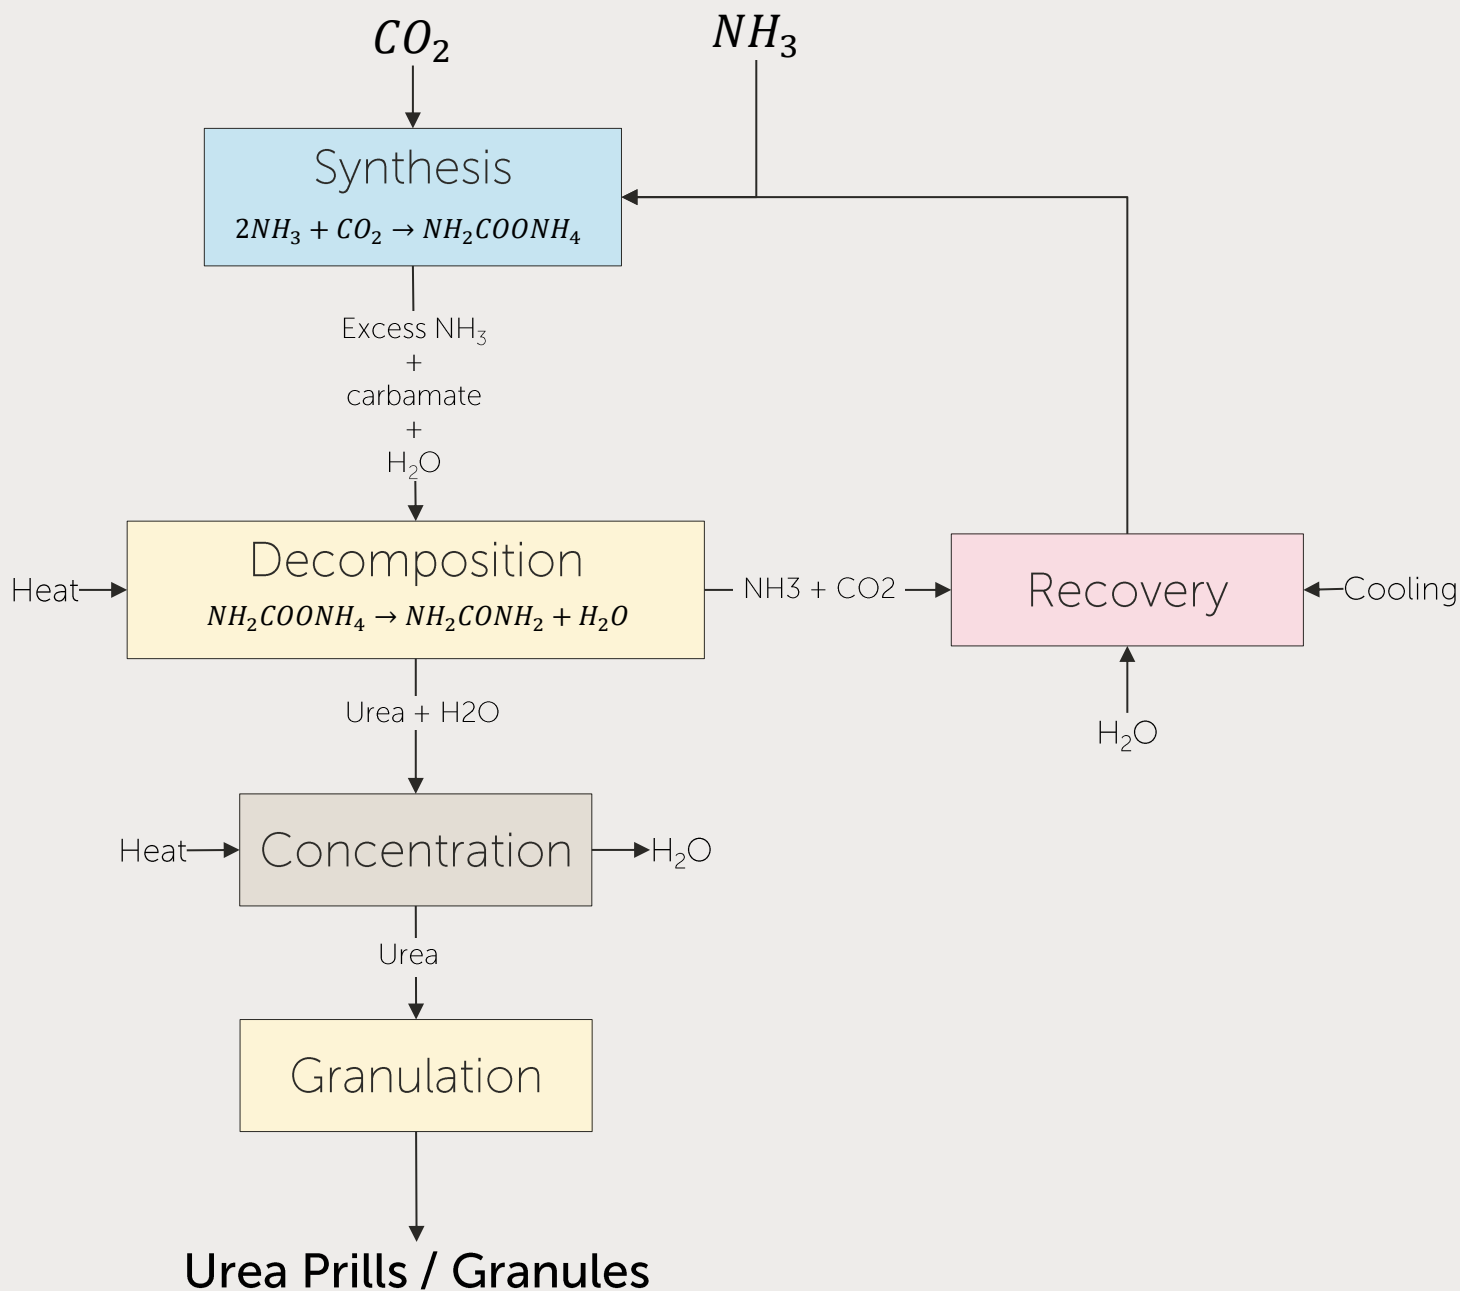 CO₂
NH₃
Synthesis
2NH₃ + CO₂ → NH₂COONH₄
Excess NH₃
+
carbamate
+
H₂O
Decomposition
NH₂COONH₄ → NH₂CONH₂ + H₂O
Heat
NH3 + CO2
Recovery
Cooling
H₂O
Urea + H2O
Heat
Concentration
H₂O
Urea
Granulation
Urea Prills / Granules